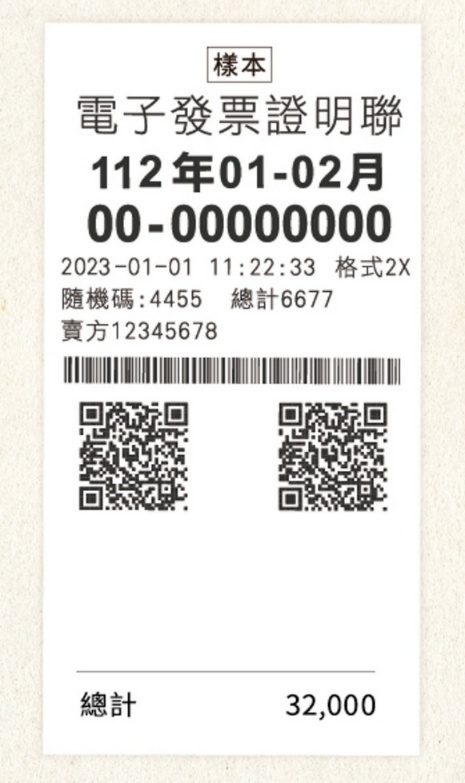 樣本
電子發票證明聯
112年01-02月
00-00000000
2023-01-01 11:22:33 格式2X
隨機碼:4455 總計6677
賣方12345678
總計 32,000